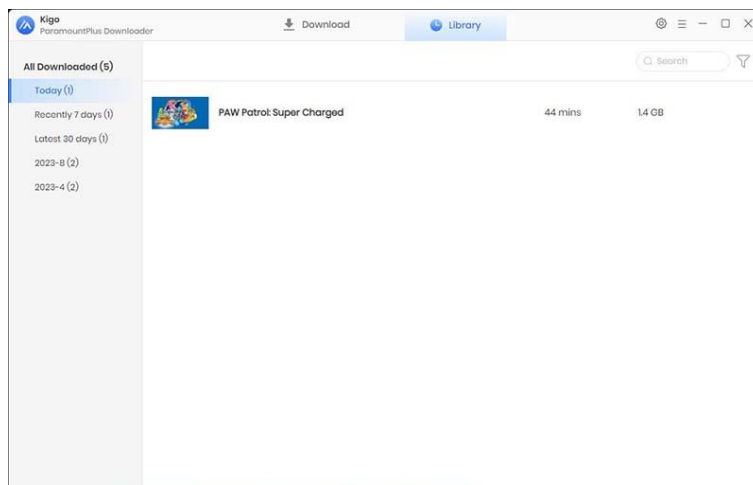 Kigo
ParamountPlus Downloader
Download
Library
All Downloaded (5)
Search
Today (1)
Recently 7 days (1)
PAW Patrol: Super Charged
44 mins
1.4 GB
Latest 30 days (1)
2023-8 (2)
2023-4 (2)